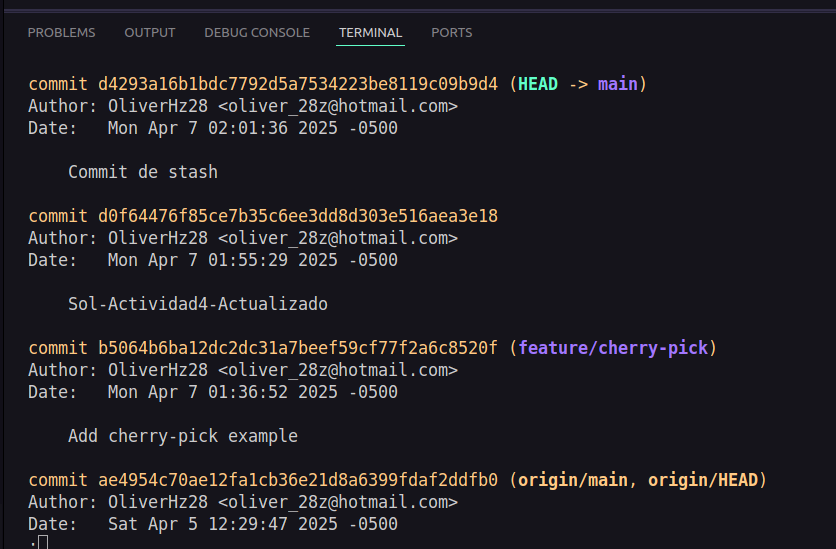 PROBLEMS OUTPUT DEBUG CONSOLE TERMINAL PORTS
commit d4293a16b1bdc7792d5a7534223be8119c09b9d4 (HEAD -> main)
Author: OliverHz28 <oliver_28z@hotmail.com>
Date:   Mon Apr 7 02:01:36 2025 -0500
Commit de stash
commit d0f64476f85ce7b35c6ee3dd8d303e516aea3e18
Author: OliverHz28 <oliver_28z@hotmail.com>
Date:   Mon Apr 7 01:55:29 2025 -0500
Sol-Actividad4-Actualizado
commit b5064b6ba12dc2dc31a7beef59cf77f2a6c8520f (feature/cherry-pick)
Author: OliverHz28 <oliver_28z@hotmail.com>
Date:   Mon Apr 7 01:36:52 2025 -0500
Add cherry-pick example
commit ae4954c70ae12fa1cb36e21d8a6399fdaf2ddfb0 (origin/main, origin/HEAD)
Author: OliverHz28 <oliver_28z@hotmail.com>
Date:   Sat Apr 5 12:29:47 2025 -0500